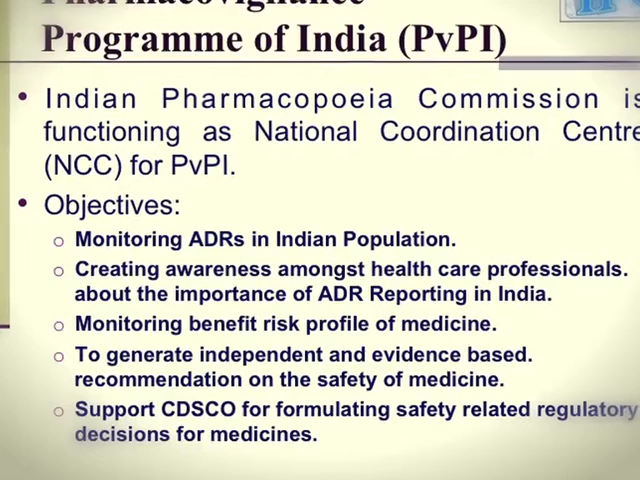 Pharmacovigilance
Programme of India (PvPI)
• Indian Pharmacopoeia Commission is
functioning as National Coordination Centre
(NCC) for PvPI.
• Objectives:
o Monitoring ADRs in Indian Population.
o Creating awareness amongst health care professionals.
about the importance of ADR Reporting in India.
o Monitoring benefit risk profile of medicine.
o To generate independent and evidence based.
recommendation on the safety of medicine.
o Support CDSCO for formulating safety related regulatory
decisions for medicines.